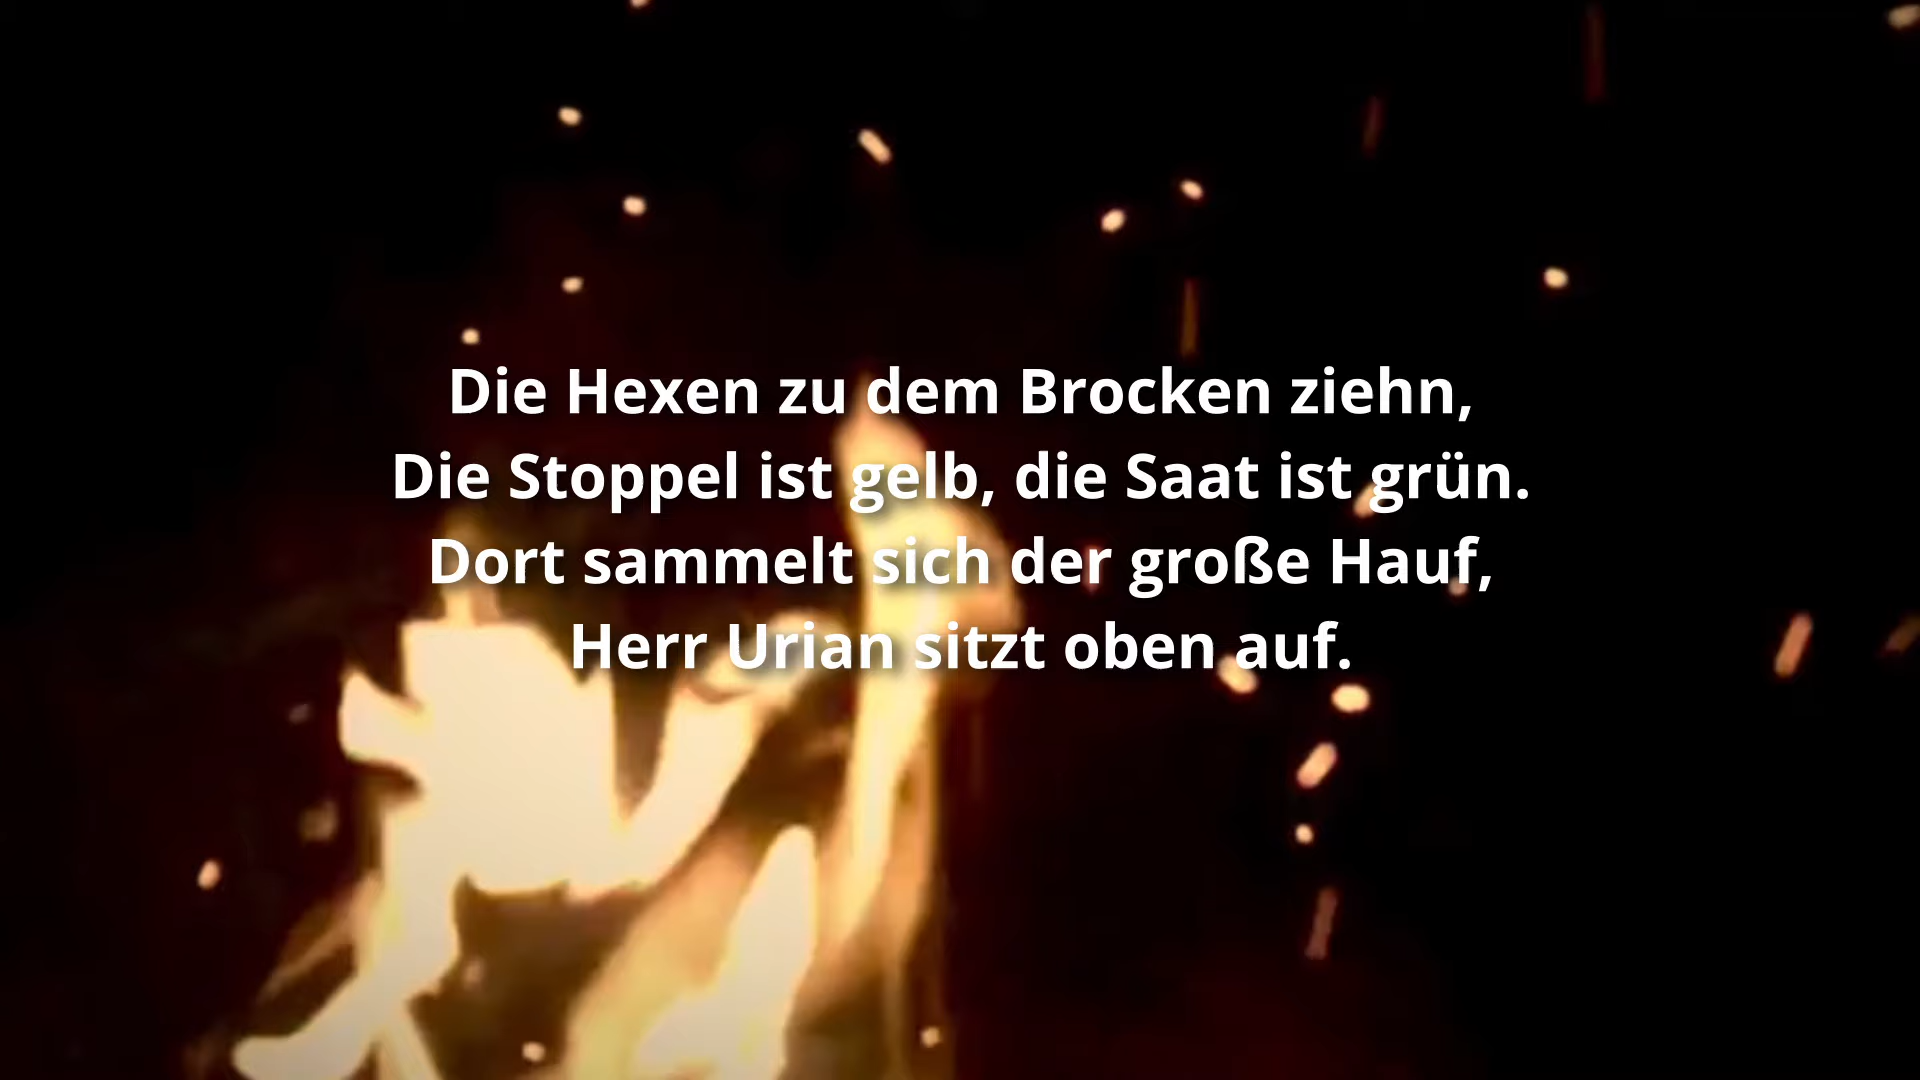 Die Hexen zu dem Brocken ziehn,
Die Stoppel ist gelb, die Saat ist grün.
Dort sammelt sich der große Hauf,
Herr Urian sitzt oben auf.